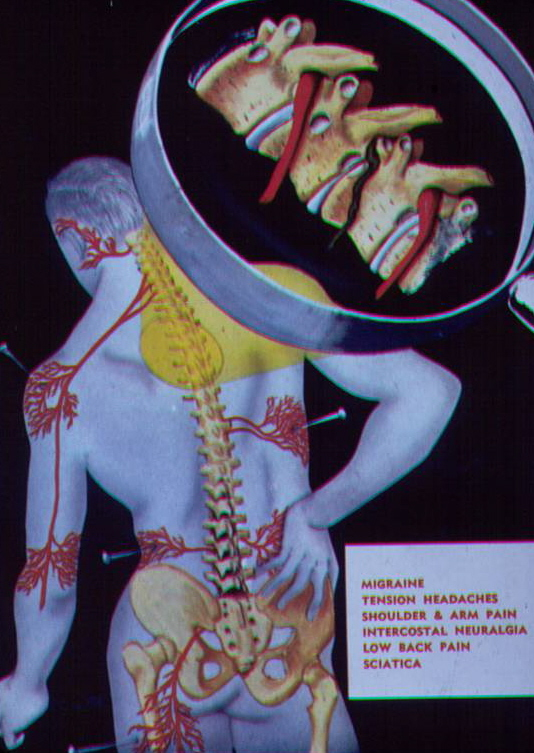 MIGRAINE
TENSION HEADACHES
SHOULDER & ARM PAIN
INTERCOSTAL NEURALGIA
LOW BACK PAIN
SCIATICA